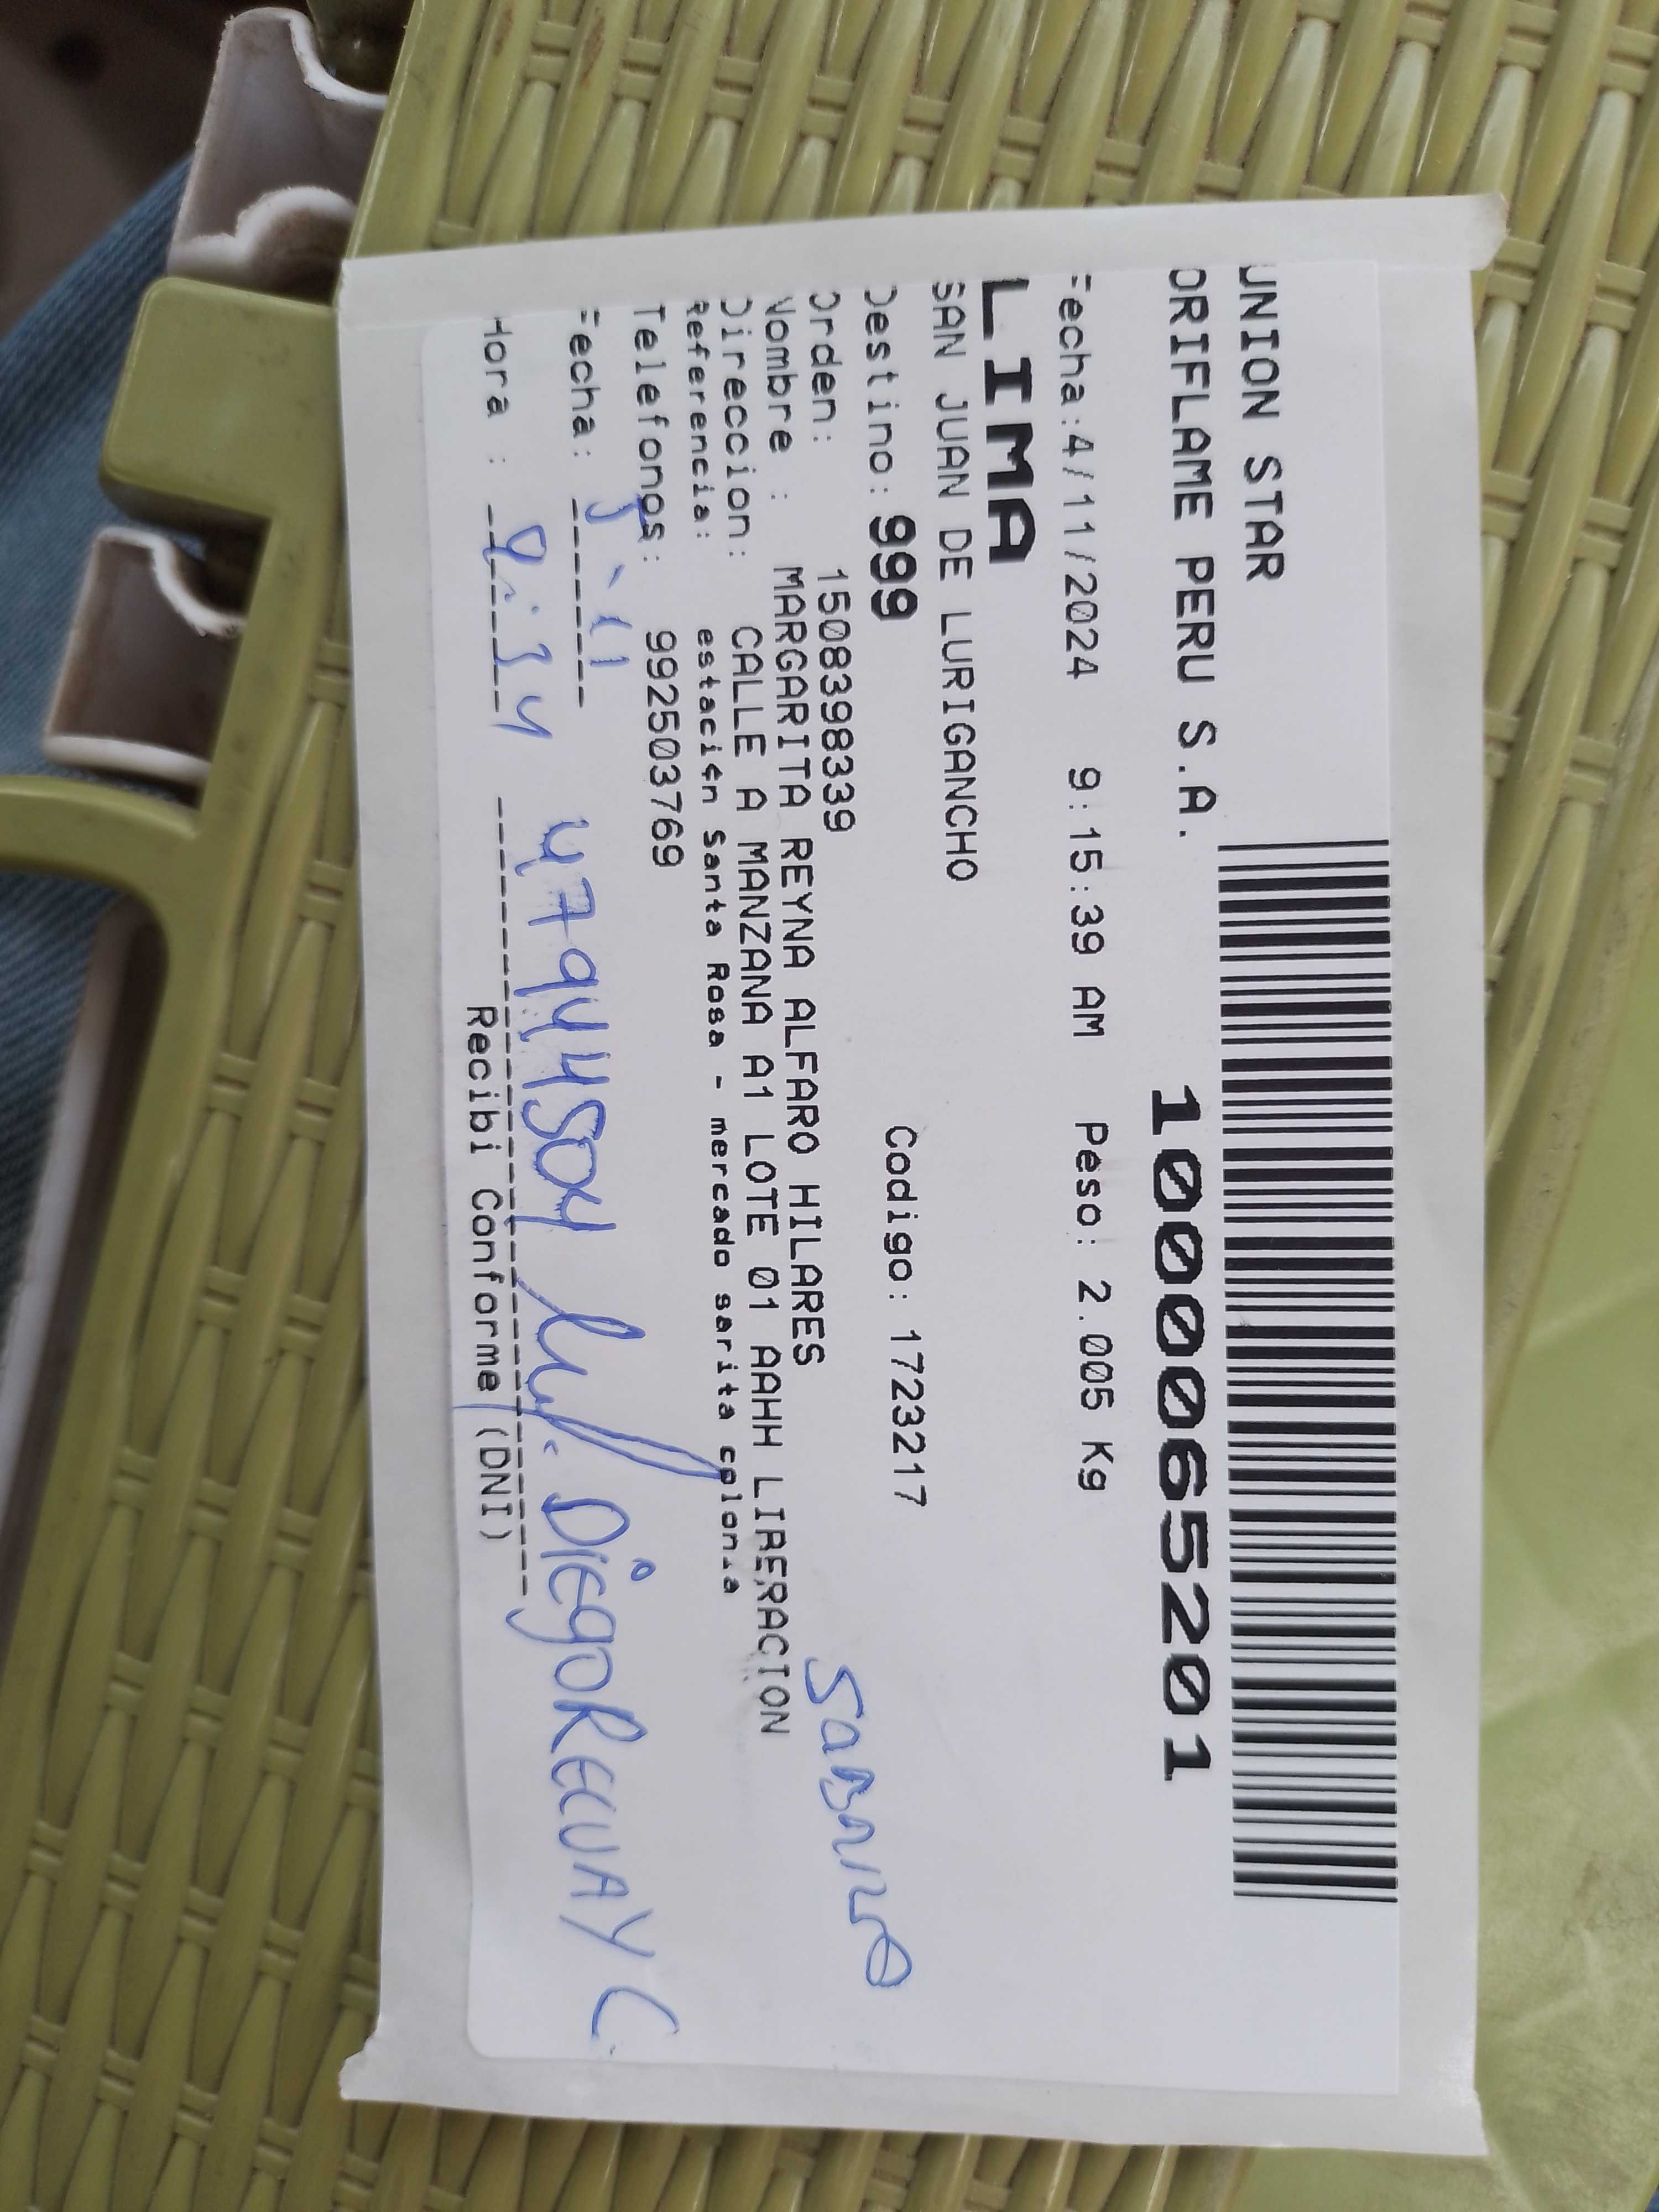 UNION STAR
ORIFLAME PERU S.A.
10000065201
Fecha:4/11/2024 9:15:39 AM Peso: 2.005 Kg
LIMA
SAN JUAN DE LURIGANCHO
Destino: 999 Codigo: 1723217
Orden: 1508398339
Nombre : MARGARITA REYNA ALFARO HILARES
Direccion: CALLE A MANZANA A1 LOTE 01 AAHH LIBERACION
Referencia: estación Santa Rosa - mercado sarita colonia
Telefonos: 992503769
Fecha:
Hora :
47944504 DiegoRECUAY C
Recibi Conforme (DNI)